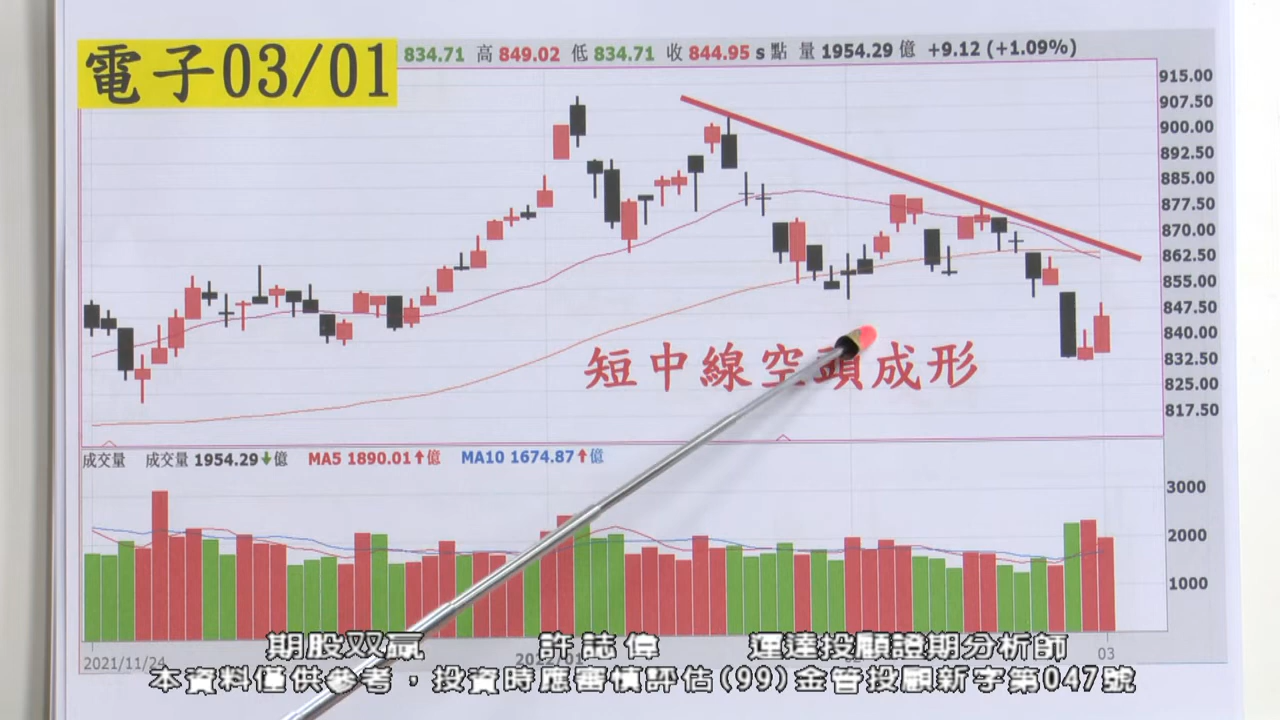 電子03/01
834.71 高 849.02 低 834.71 收 844.95 s 點 量 1954.29 億 +9.12 (+1.09%)
915.00
907.50
900.00
892.50
885.00
877.50
870.00
862.50
855.00
847.50
840.00
832.50
825.00
817.50
短中線空頭成形
成交量 成交量 1954.29↓億 MA5 1890.01↑億 MA10 1674.87↑億
3000
2000
1000
2021/11/24 2022/01 03
期股双贏 許誌偉 運達投顧證期分析師
本資料僅供參考，投資時應審慎評估(99)金管投顧新字第047號